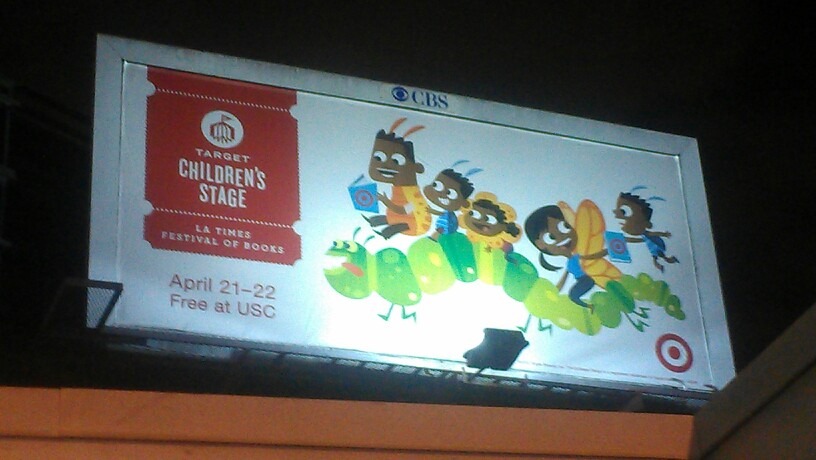 CBS
TARGET
CHILDREN'S
STAGE
LA TIMES
FESTIVAL OF BOOKS
April 21–22
Free at USC